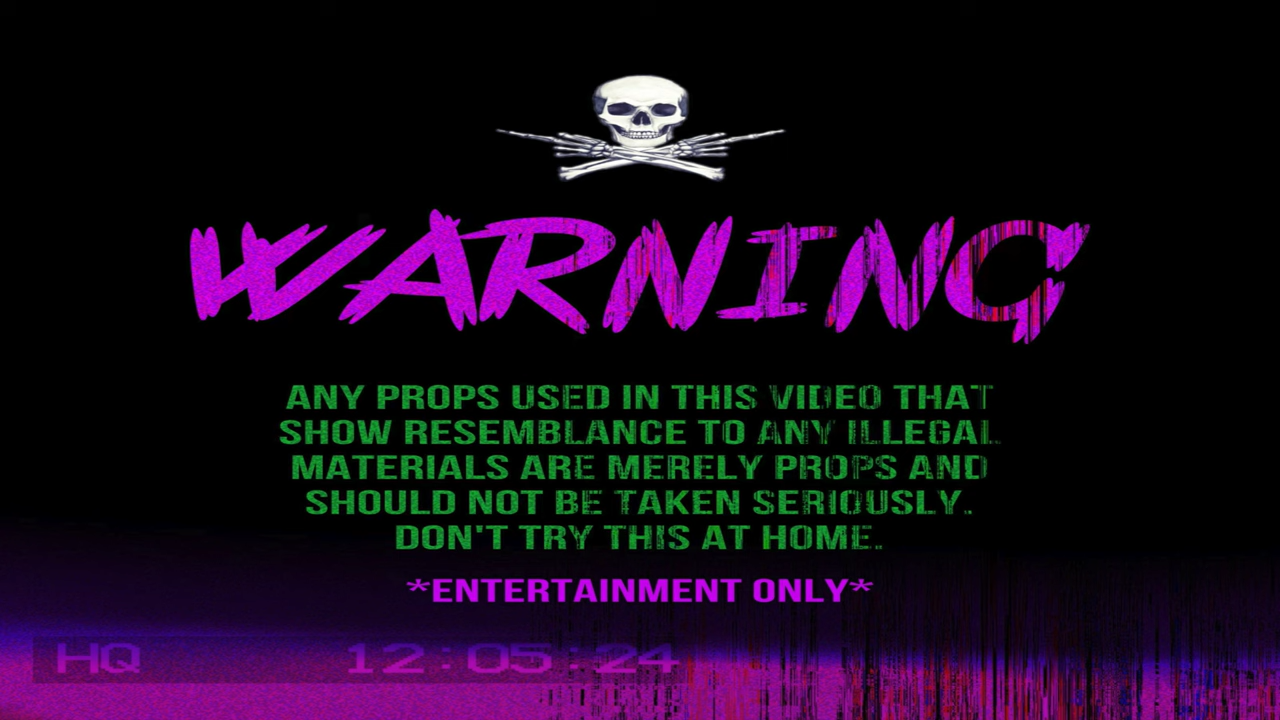 WARNING
ANY PROPS USED IN THIS VIDEO THAT
SHOW RESEMBLANCE TO ANY ILLEGAL
MATERIALS ARE MERELY PROPS AND
SHOULD NOT BE TAKEN SERIOUSLY.
DON'T TRY THIS AT HOME.
*ENTERTAINMENT ONLY*
HQ 12:05:24